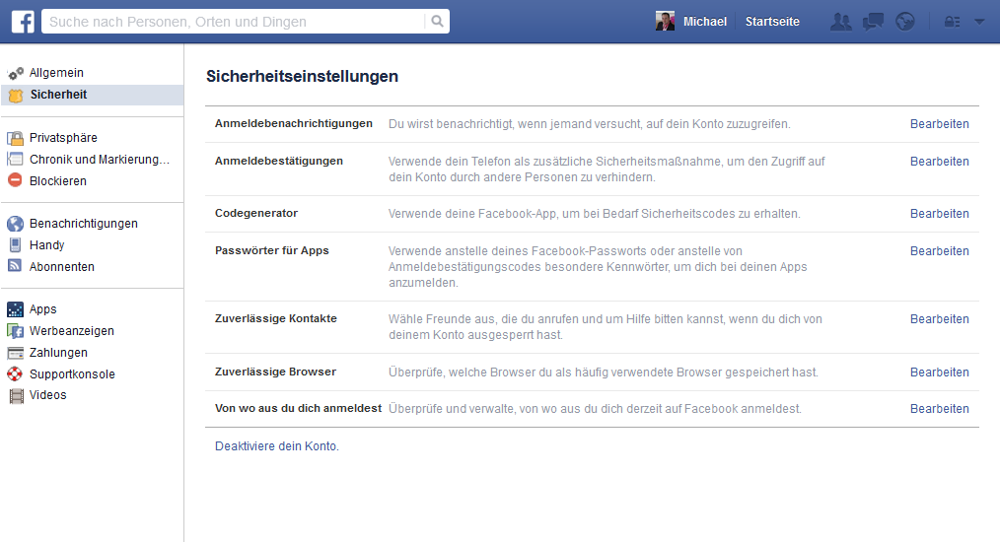 Suche nach Personen, Orten und Dingen
Michael
Startseite
Allgemein
Sicherheit
Privatsphäre
Chronik und Markierung...
Blockieren
Benachrichtigungen
Handy
Abonnenten
Apps
Werbeanzeigen
Zahlungen
Supportkonsole
Videos
Sicherheitseinstellungen
Anmeldebenachrichtigungen Du wirst benachrichtigt, wenn jemand versucht, auf dein Konto zuzugreifen. Bearbeiten
Anmeldebestätigungen Verwende dein Telefon als zusätzliche Sicherheitsmaßnahme, um den Zugriff auf Bearbeiten
dein Konto durch andere Personen zu verhindern.
Codegenerator Verwende deine Facebook-App, um bei Bedarf Sicherheitscodes zu erhalten. Bearbeiten
Passwörter für Apps Verwende anstelle deines Facebook-Passworts oder anstelle von Bearbeiten
Anmeldebestätigungscodes besondere Kennwörter, um dich bei deinen Apps
anzumelden.
Zuverlässige Kontakte Wähle Freunde aus, die du anrufen und um Hilfe bitten kannst, wenn du dich von Bearbeiten
deinem Konto ausgesperrt hast.
Zuverlässige Browser Überprüfe, welche Browser du als häufig verwendete Browser gespeichert hast. Bearbeiten
Von wo aus du dich anmeldest Überprüfe und verwalte, von wo aus du dich derzeit auf Facebook anmeldest. Bearbeiten
Deaktiviere dein Konto.